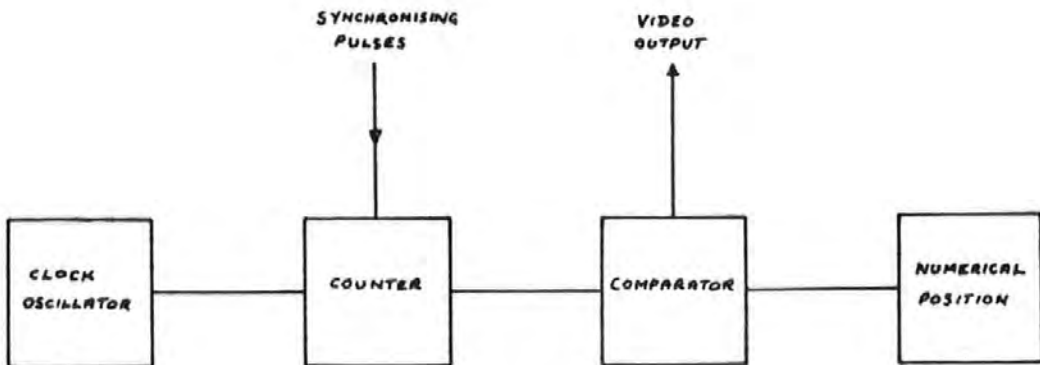 SYNCHRONISING
PULSES
VIDEO
OUTPUT
CLOCK
OSCILLATOR
COUNTER
COMPARATOR
NUMERICAL
POSITION